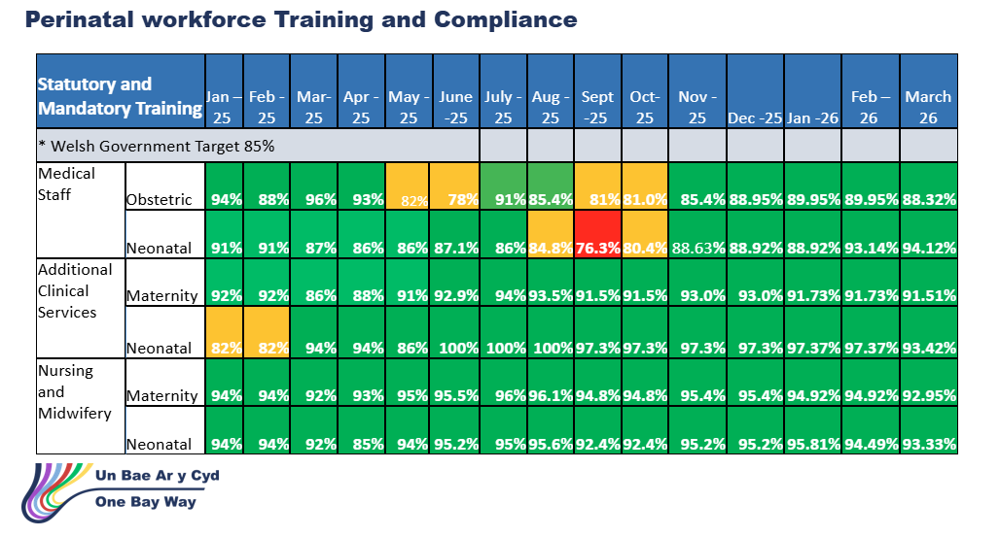 Perinatal workforce Training and Compliance
Statutory and Mandatory Training Jan – 25 Feb - 25 Mar- 25 Apr - 25 May - 25 June -25 July - 25 Aug - 25 Sept -25 Oct- 25 Nov - 25 Dec -25 Jan -26 Feb – 26 March 26
* Welsh Government Target 85%
Medical Staff Obstetric 94% 88% 96% 93% 82% 78% 91% 85.4% 81% 81.0% 85.4% 88.95% 89.95% 89.95% 88.32%
Neonatal 91% 91% 87% 86% 86% 87.1% 86% 84.8% 76.3% 80.4% 88.63% 88.92% 88.92% 93.14% 94.12%
Additional Clinical Services Maternity 92% 92% 86% 88% 91% 92.9% 94% 93.5% 91.5% 91.5% 93.0% 93.0% 91.73% 91.73% 91.51%
Neonatal 82% 82% 94% 94% 86% 100% 100% 100% 97.3% 97.3% 97.3% 97.3% 97.37% 97.37% 93.42%
Nursing and Midwifery Maternity 94% 94% 92% 93% 95% 95.5% 96% 96.1% 94.8% 94.8% 95.4% 95.4% 94.92% 94.92% 92.95%
Neonatal 94% 94% 92% 85% 94% 95.2% 95% 95.6% 92.4% 92.4% 95.2% 95.2% 95.81% 94.49% 93.33%
Un Bae Ar y Cyd
One Bay Way